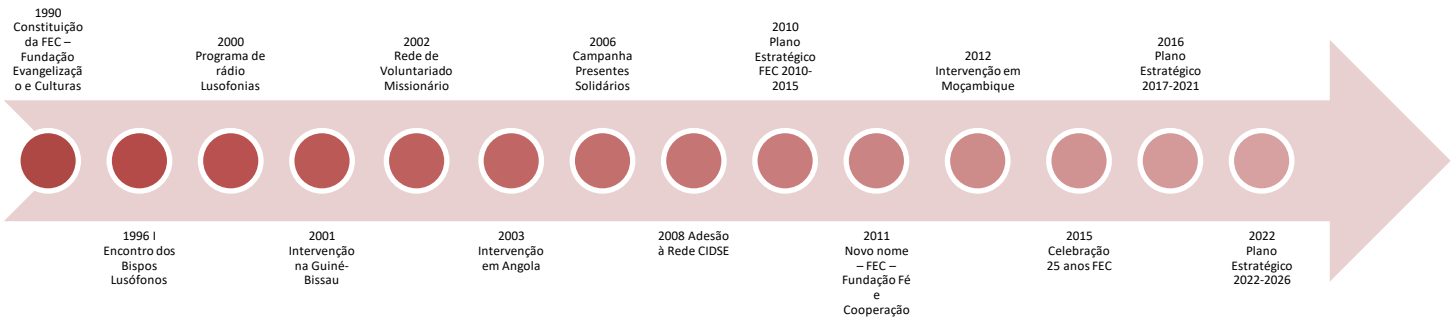 1990
Constituição
da FEC –
Fundação
Evangelizaçã
o e Culturas
1996 I
Encontro dos
Bispos
Lusófonos
2000
Programa de
rádio
Lusofonias
2001
Intervenção
na Guiné-
Bissau
2002
Rede de
Voluntariado
Missionário
2003
Intervenção
em Angola
2006
Campanha
Presentes
Solidários
2008 Adesão
à Rede CIDSE
2010
Plano
Estratégico
FEC 2010-
2015
2011
Novo nome
– FEC –
Fundação Fé
e
Cooperação
2012
Intervenção em
Moçambique
2015
Celebração
25 anos FEC
2016
Plano
Estratégico
2017-2021
2022
Plano
Estratégico
2022-2026